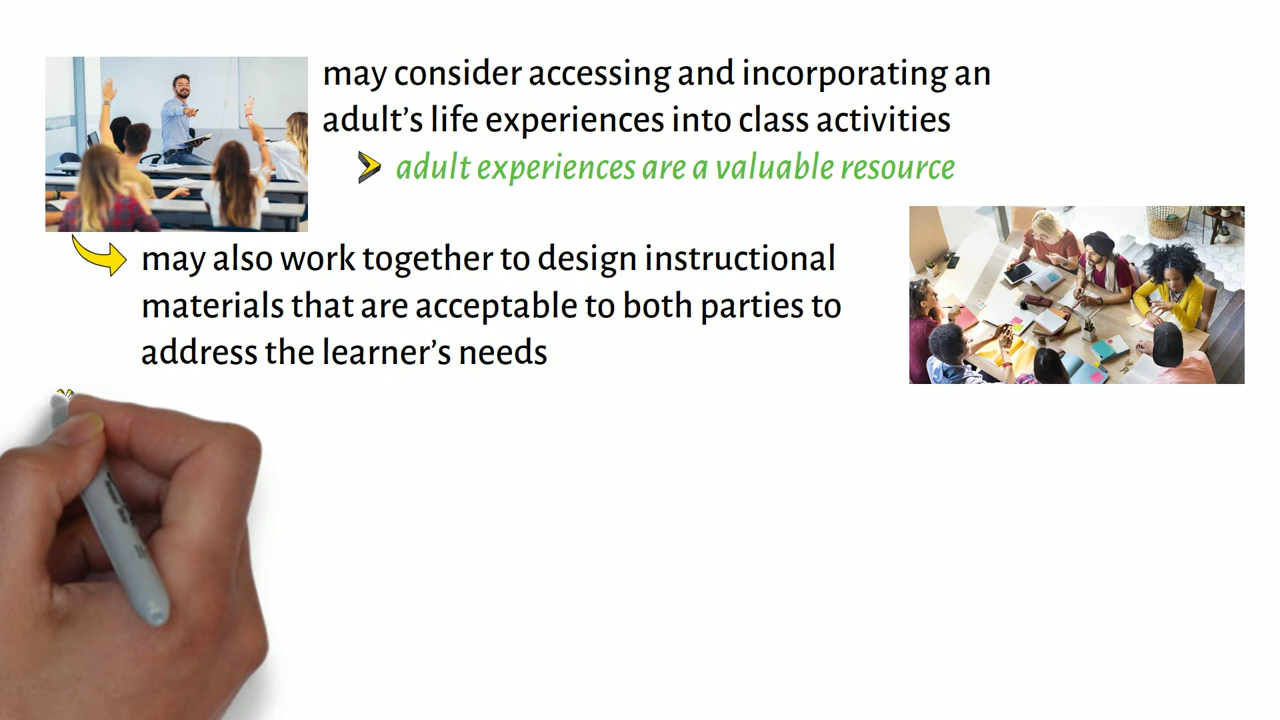 may consider accessing and incorporating an
adult’s life experiences into class activities
adult experiences are a valuable resource
may also work together to design instructional
materials that are acceptable to both parties to
address the learner’s needs